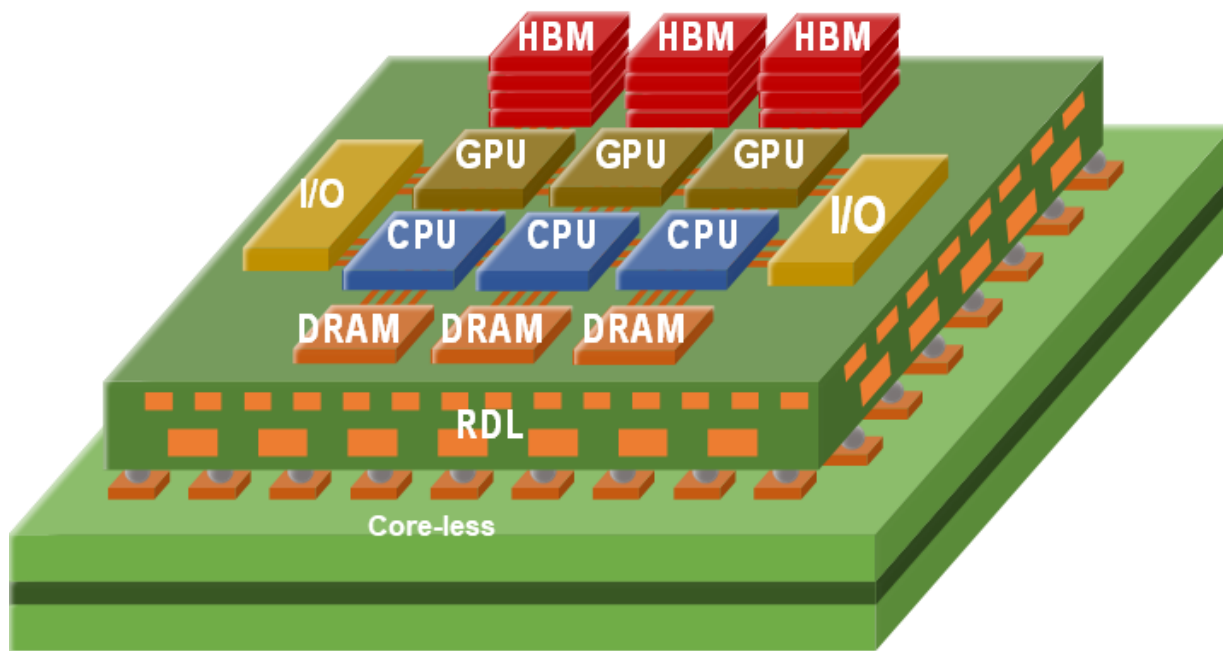 HBM HBM HBM
GPU GPU GPU
I/O I/O
CPU CPU CPU
DRAM DRAM DRAM
RDL
Core-less